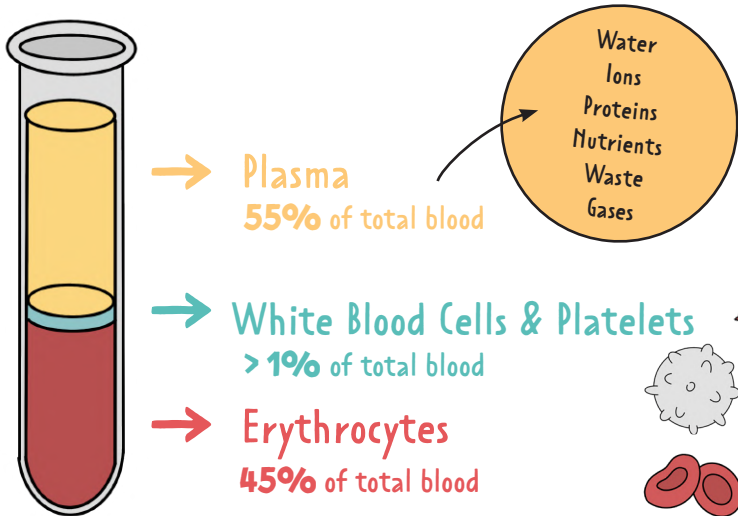 Water
Ions
Proteins
Nutrients
Waste
Gases
Plasma
55% of total blood
White Blood Cells & Platelets
> 1% of total blood
Erythrocytes
45% of total blood